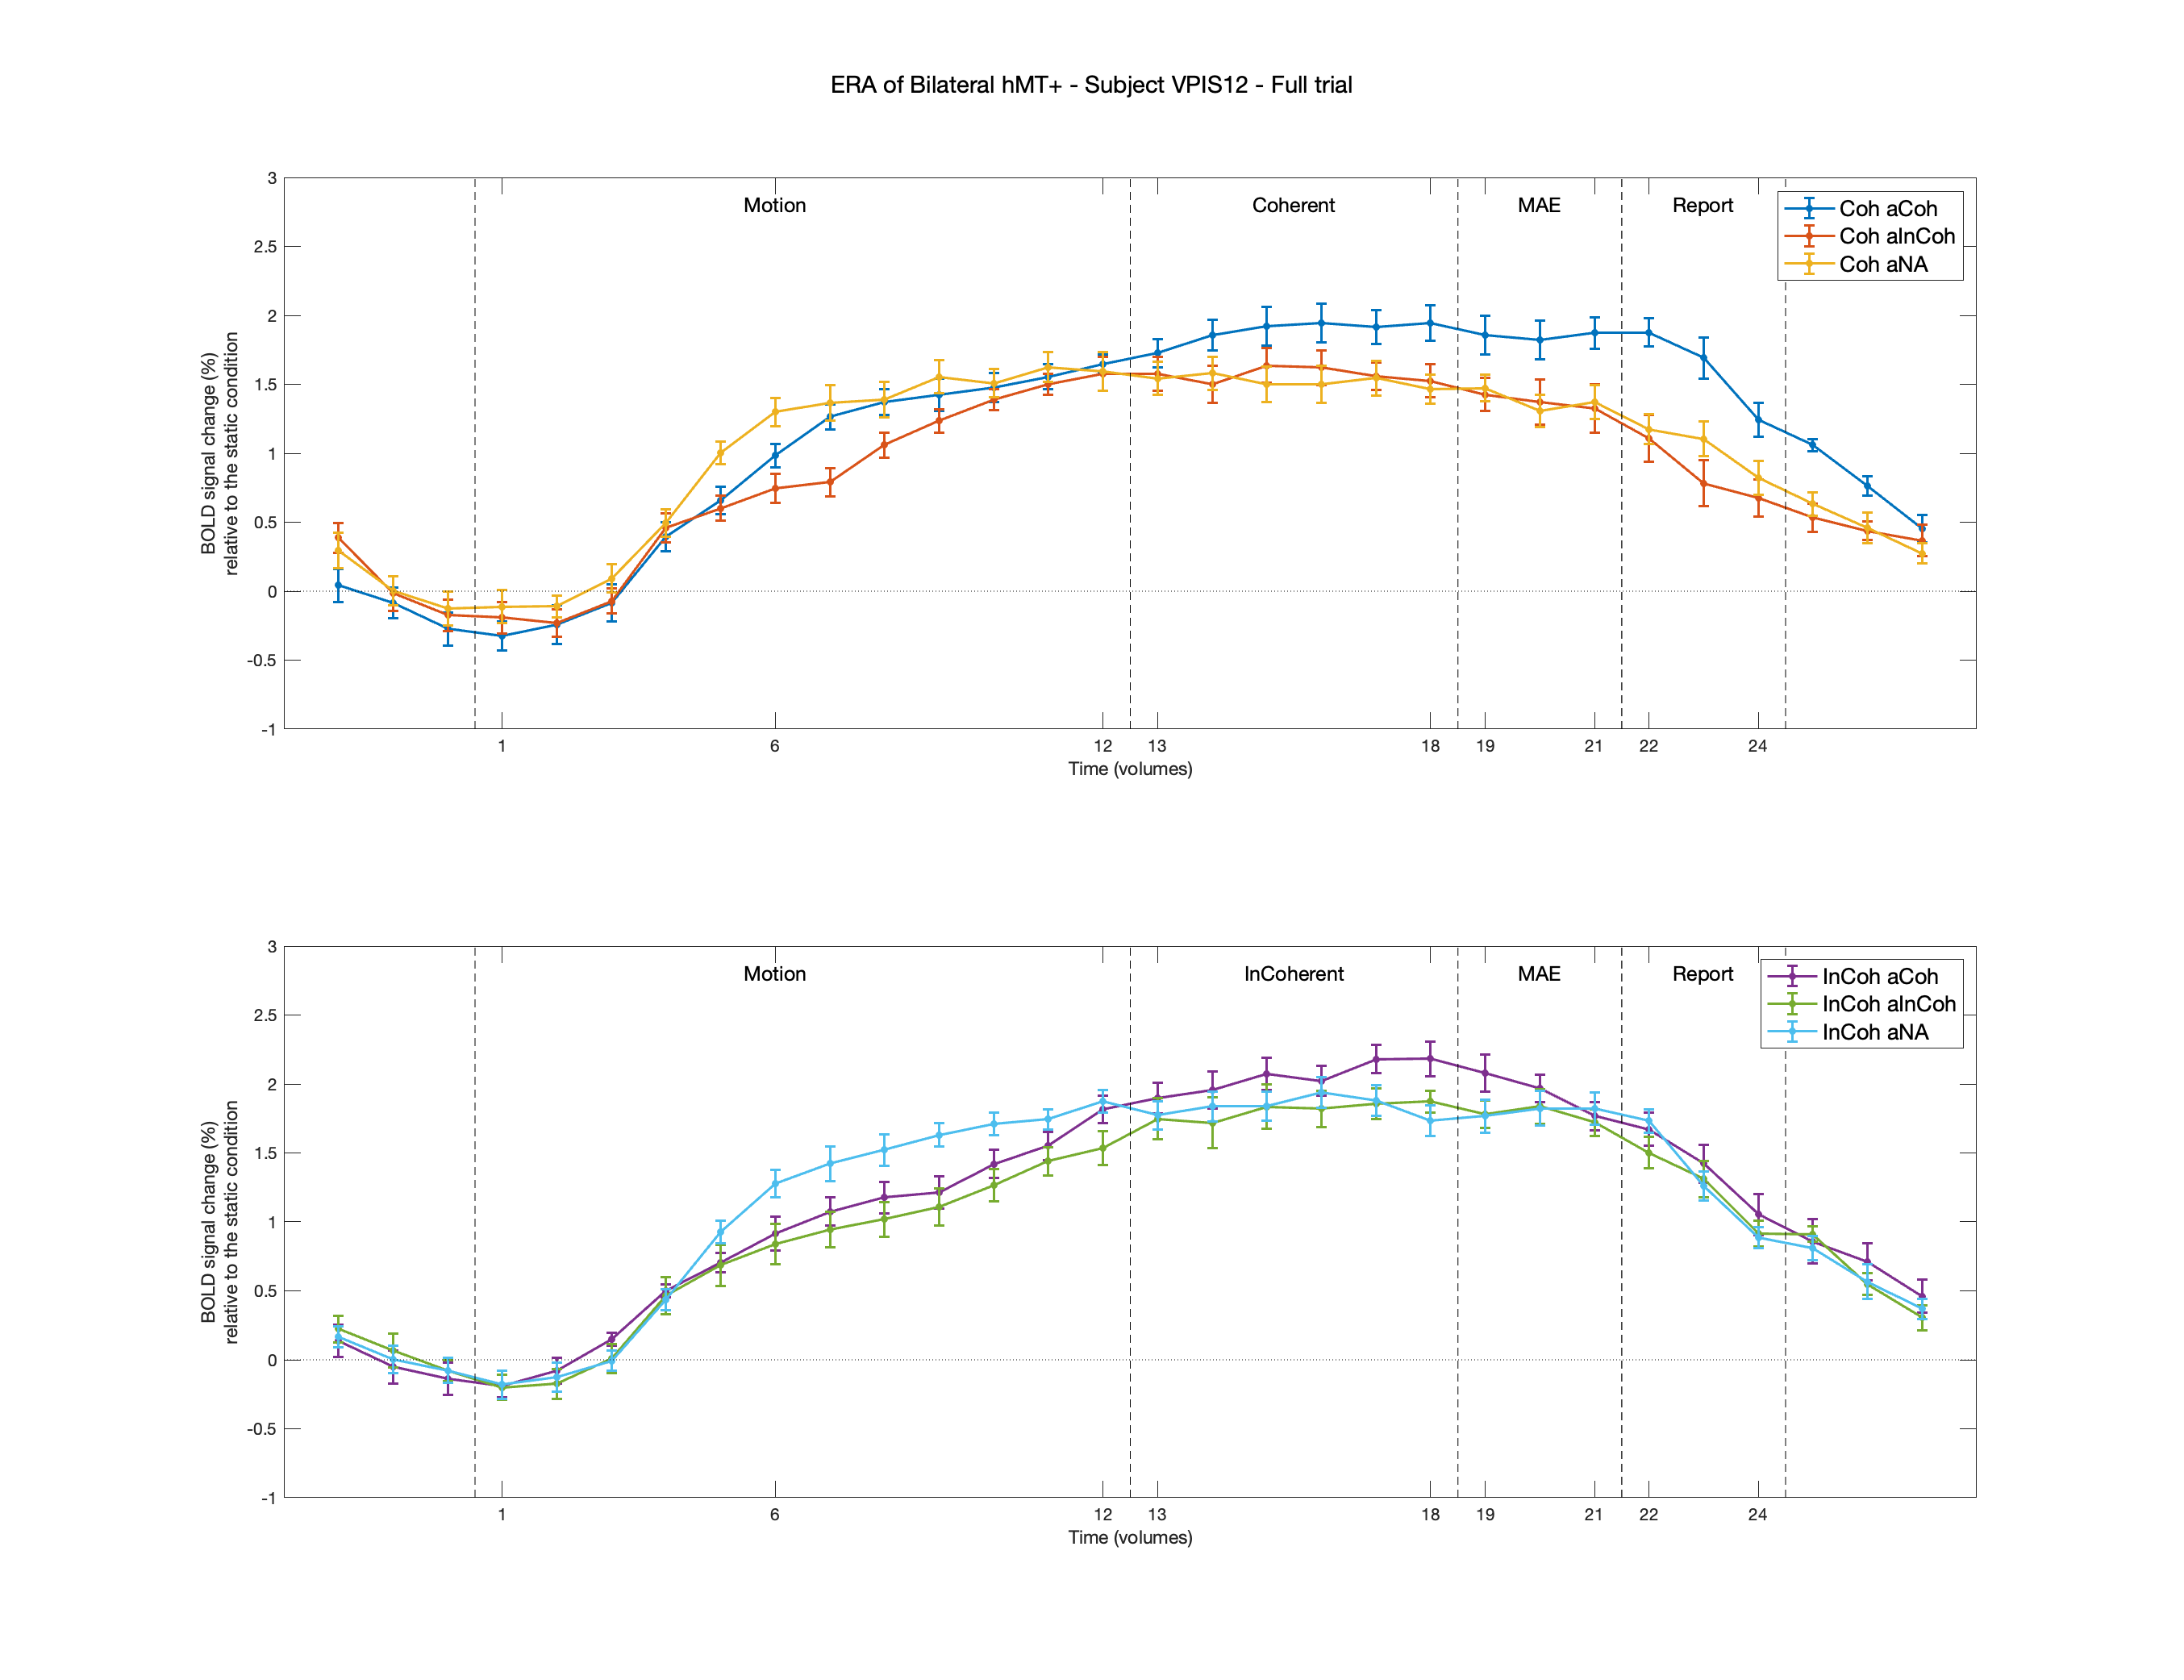 ERA of Bilateral hMT+ - Subject VPIS12 - Full trial
3
2.5
2
1.5
1
0.5
0
-0.5
-1
BOLD signal change (%)
relative to the static condition
Motion
Coherent
MAE
Report
Coh aCoh
Coh aInCoh
Coh aNA
1 6 12 13 18 19 21 22 24
Time (volumes)
3
2.5
2
1.5
1
0.5
0
-0.5
-1
BOLD signal change (%)
relative to the static condition
Motion
InCoherent
MAE
Report
InCoh aCoh
InCoh aInCoh
InCoh aNA
1 6 12 13 18 19 21 22 24
Time (volumes)